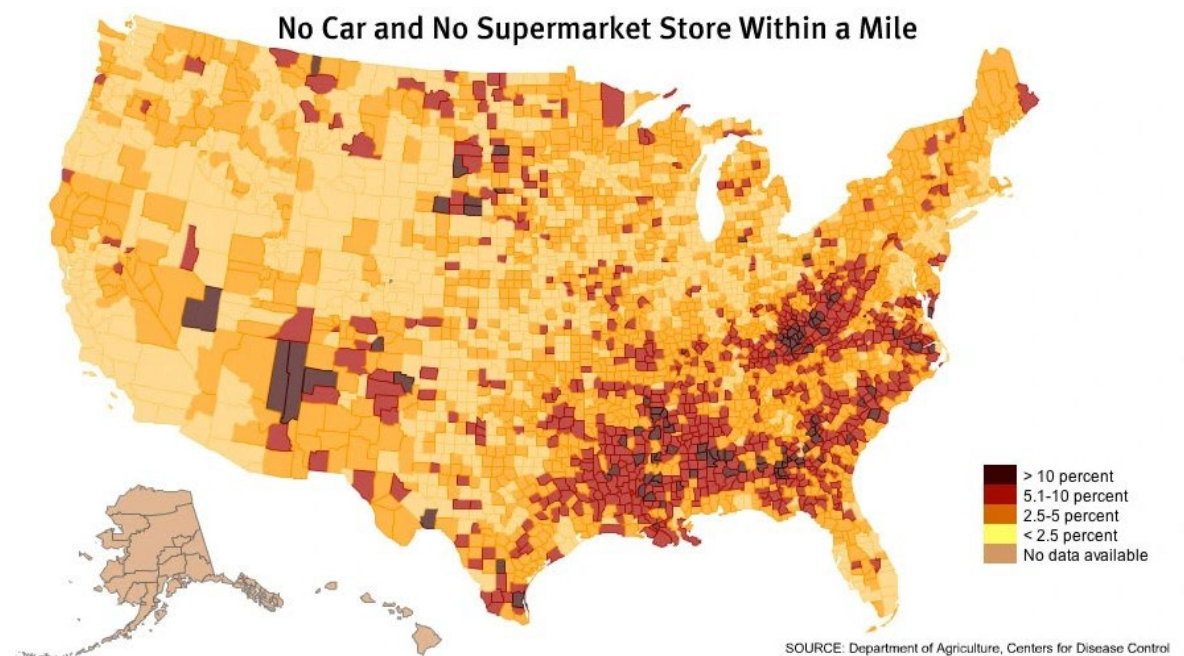 No Car and No Supermarket Store Within a Mile
> 10 percent
5.1-10 percent
2.5-5 percent
< 2.5 percent
No data available
SOURCE: Department of Agriculture, Centers for Disease Control